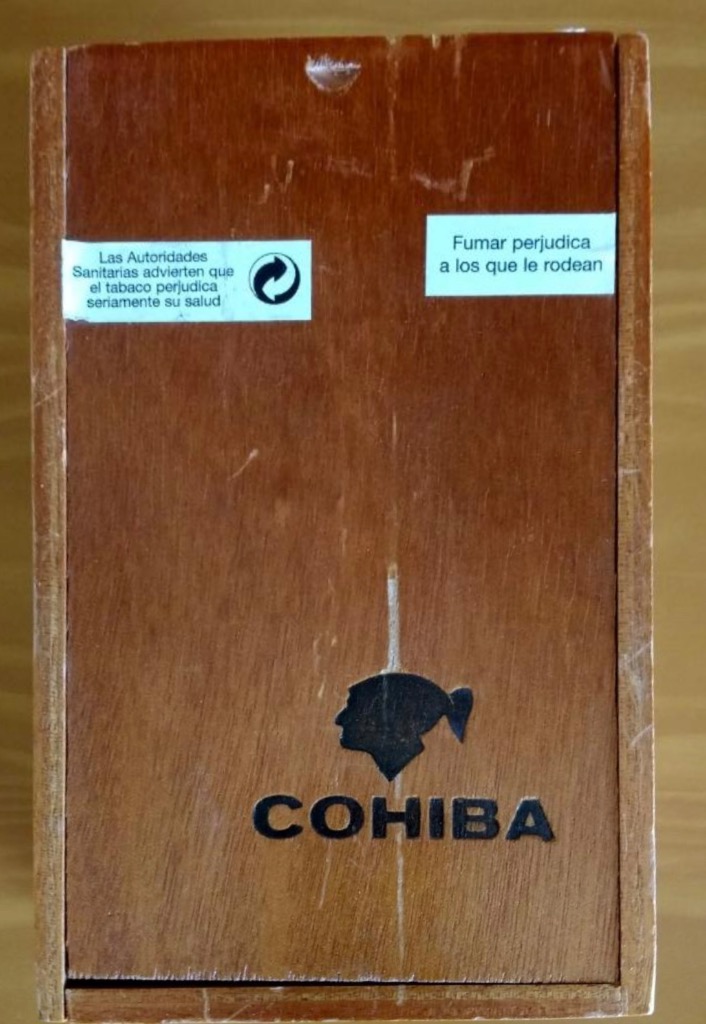 Las Autoridades
Sanitarias advierten que
el tabaco perjudica
seriamente su salud
Fumar perjudica
a los que le rodean
COHIBA